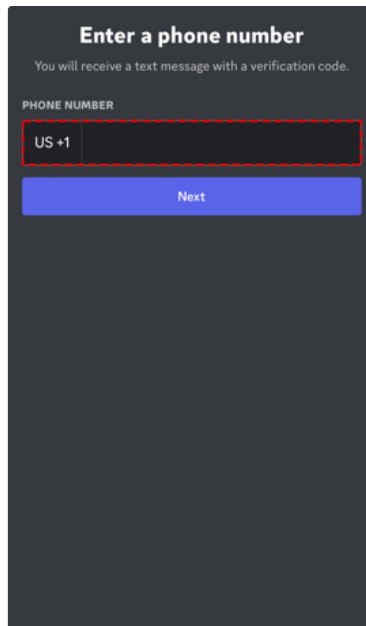 Enter a phone number
You will receive a text message with a verification code.
PHONE NUMBER
US +1
Next